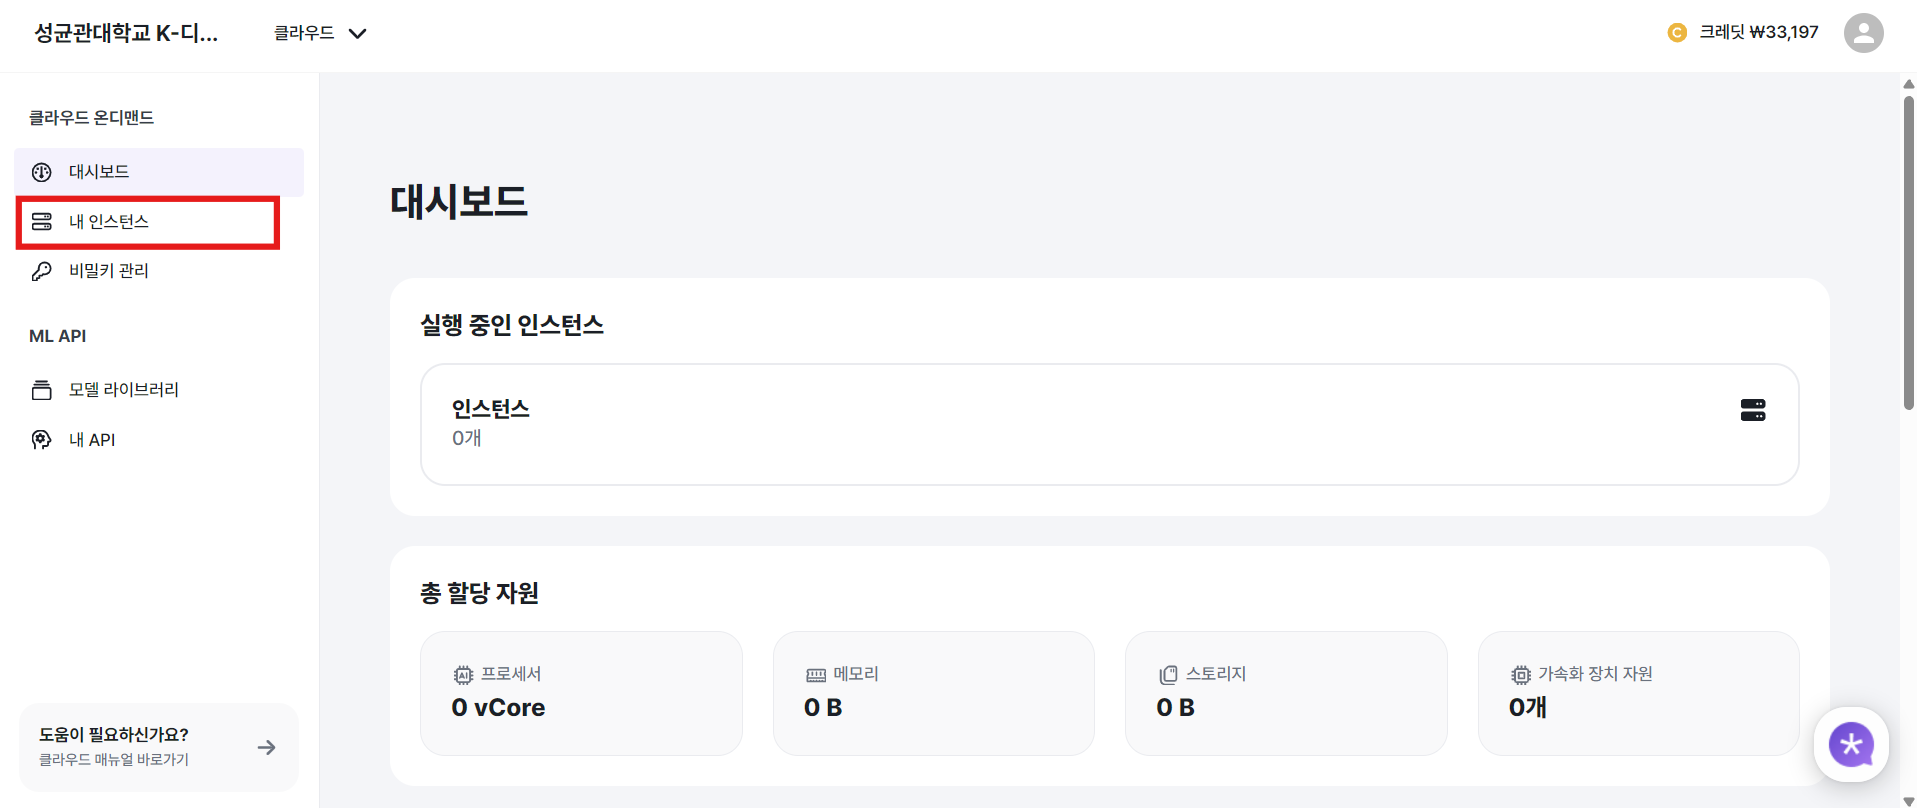 성균관대학교 K-디...
클라우드
크레딧 ₩33,197
클라우드 온디맨드
대시보드
내 인스턴스
비밀키 관리
ML API
모델 라이브러리
내 API
도움이 필요하신가요?
클라우드 매뉴얼 바로가기
대시보드
실행 중인 인스턴스
인스턴스
0개
총 할당 자원
프로세서
0 vCore
메모리
0 B
스토리지
0 B
가속화 장치 자원
0개